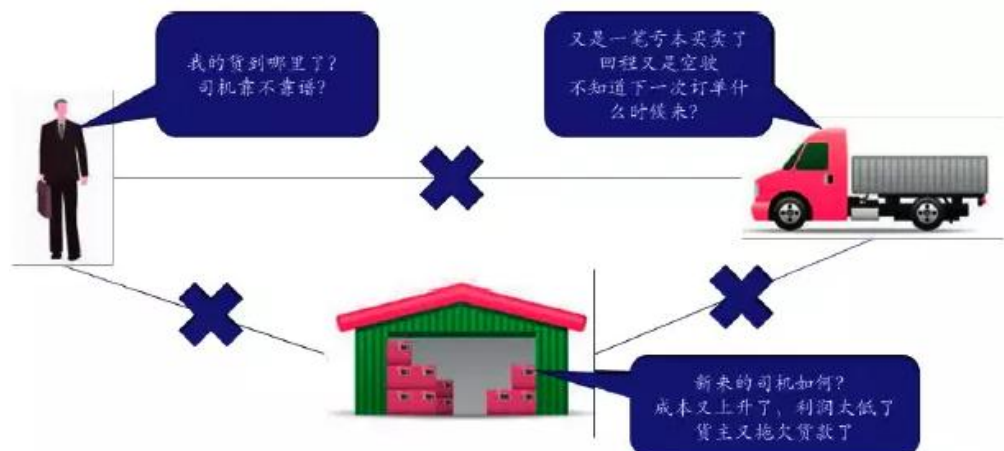 我的货到哪里了?
司机靠不靠谱?
又是一笔亏本买卖了
回程又是空驶
不知道下一次订单什
么时候来?
新来的司机如何?
成本又上升了、利润太低了
货主又拖欠货款了